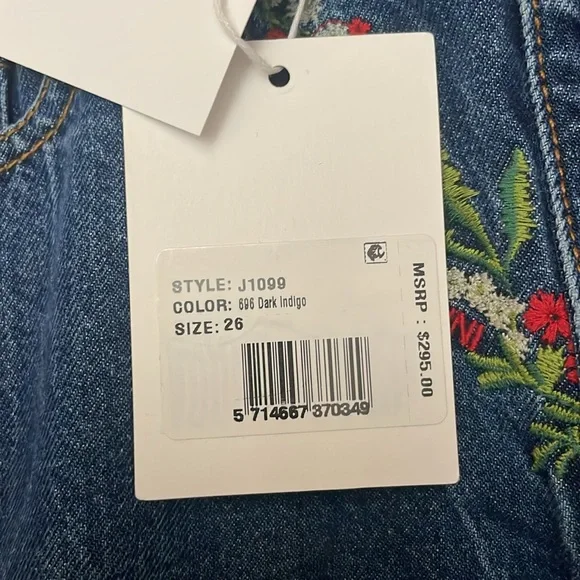 STYLE: J1099
COLOR: 696 Dark Indigo
SIZE: 26
5 714667 370349
MSRP : $295.00